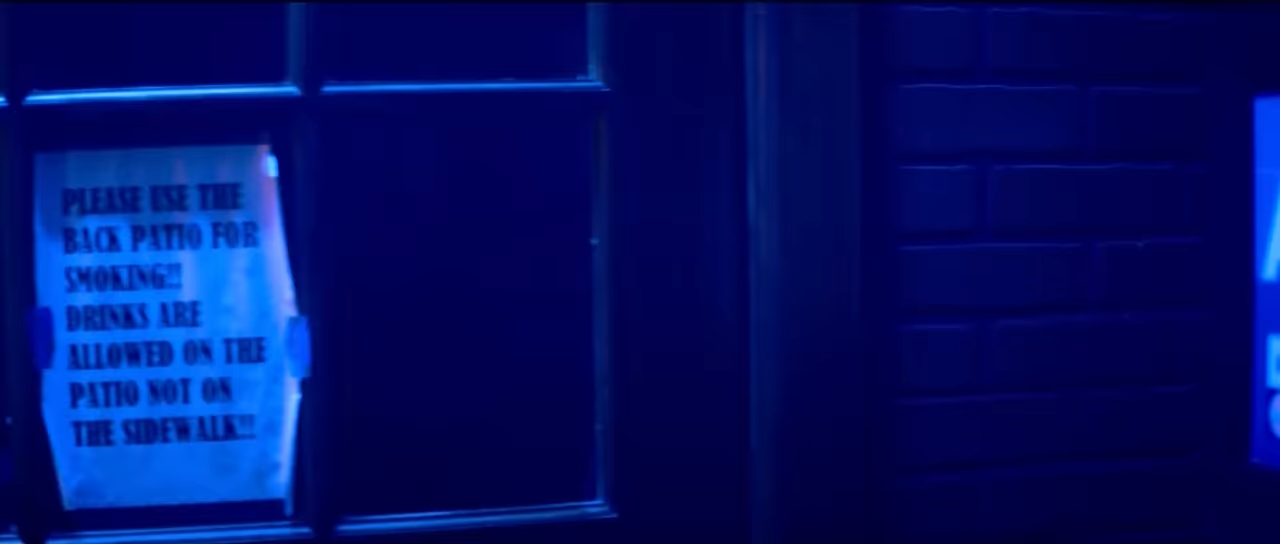 PLEASE USE THE
BACK PATIO FOR
SMOKING!!
DRINKS ARE
ALLOWED ON THE
PATIO NOT ON
THE SIDEWALK!!